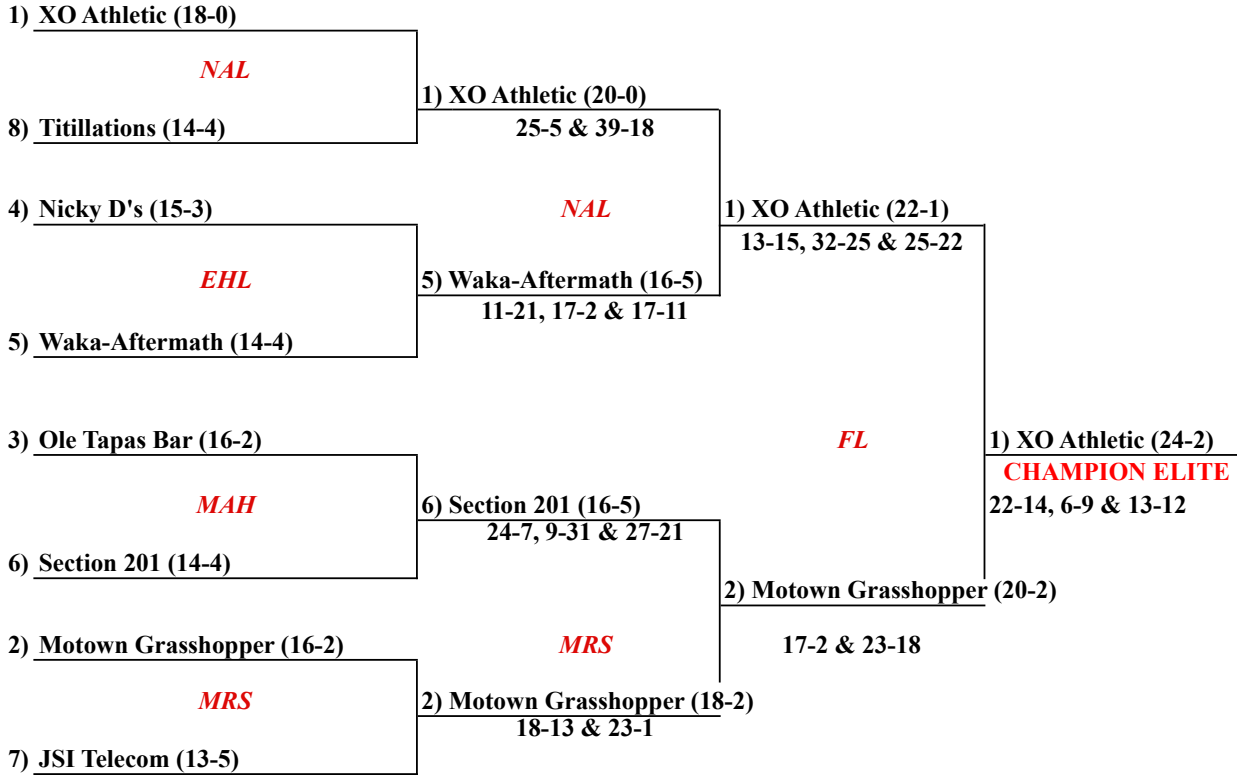 1) XO Athletic (18-0)
NAL
1) XO Athletic (20-0)
8) Titillations (14-4)
25-5 & 39-18
4) Nicky D's (15-3)
NAL
1) XO Athletic (22-1)
13-15, 32-25 & 25-22
EHL
5) Waka-Aftermath (16-5)
11-21, 17-2 & 17-11
5) Waka-Aftermath (14-4)
3) Ole Tapas Bar (16-2)
FL
1) XO Athletic (24-2)
CHAMPION ELITE
MAH
6) Section 201 (16-5)
22-14, 6-9 & 13-12
24-7, 9-31 & 27-21
6) Section 201 (14-4)
2) Motown Grasshopper (20-2)
2) Motown Grasshopper (16-2)
MRS
17-2 & 23-18
MRS
2) Motown Grasshopper (18-2)
18-13 & 23-1
7) JSI Telecom (13-5)